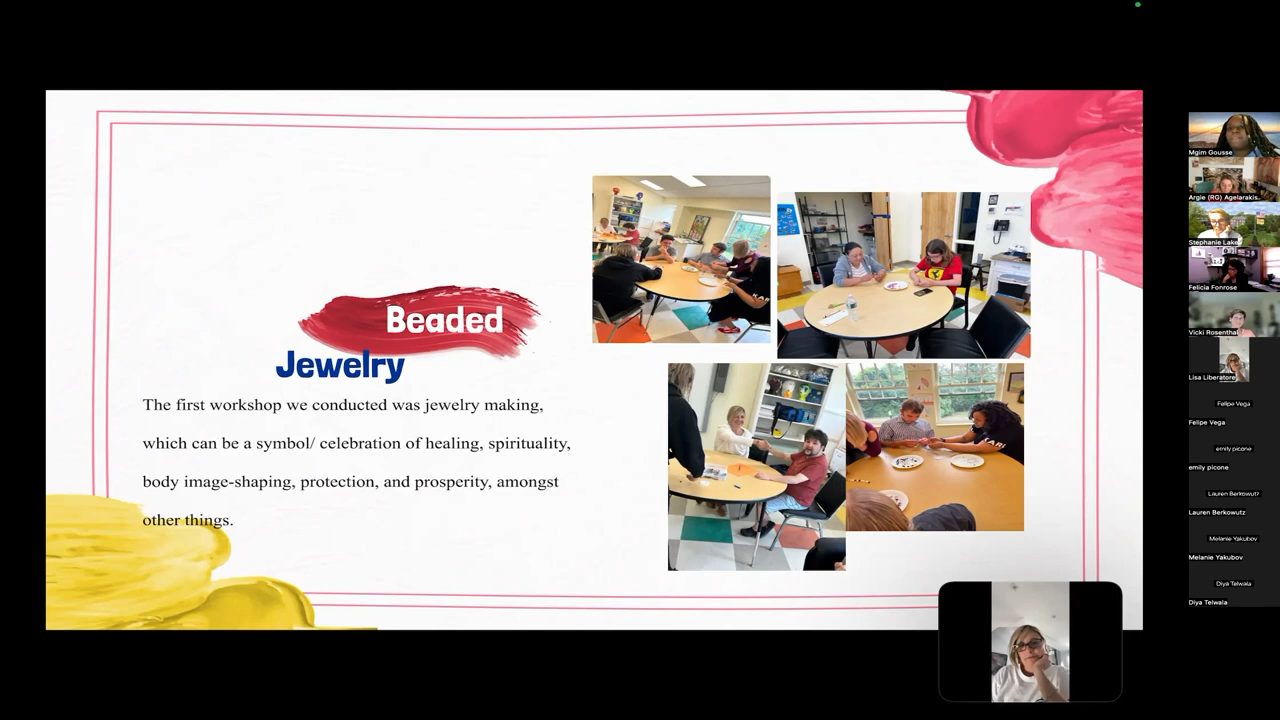 Beaded
Jewelry
The first workshop we conducted was jewelry making,
which can be a symbol/ celebration of healing, spirituality,
body image-shaping, protection, and prosperity, amongst
other things.
Mgim Gousse
Argie (RG) Agelarakis..
Stephanie Lake
Felicia Fonrose
Vicki Rosenthal
Lisa Liberatore
Felipe Vega
Felipe Vega
emily picone
emily picone
Lauren Berkowutz
Lauren Berkowutz
Melanie Yakubov
Melanie Yakubov
Diya Telwala
Diya Telwala